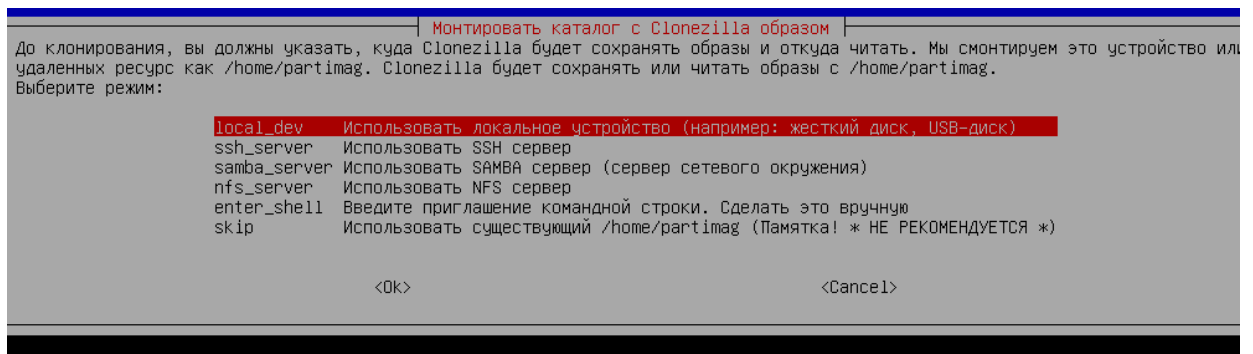 Монтировать каталог с Clonezilla образом
До клонирования, вы должны указать, куда Clonezilla будет сохранять образы и откуда читать. Мы смонтируем это устройство или
удаленных ресурс как /home/partimag. Clonezilla будет сохранять или читать образы с /home/partimag.
Выберите режим:
local_dev Использовать локальное устройство (например: жесткий диск, USB-диск)
ssh_server Использовать SSH сервер
samba_server Использовать SAMBA сервер (сервер сетевого окружения)
nfs_server Использовать NFS сервер
enter_shell Введите приглашение командной строки. Сделать это вручную
skip Использовать существующий /home/partimag (Памятка! * НЕ РЕКОМЕНДУЕТСЯ *)
<Ok> <Cancel>